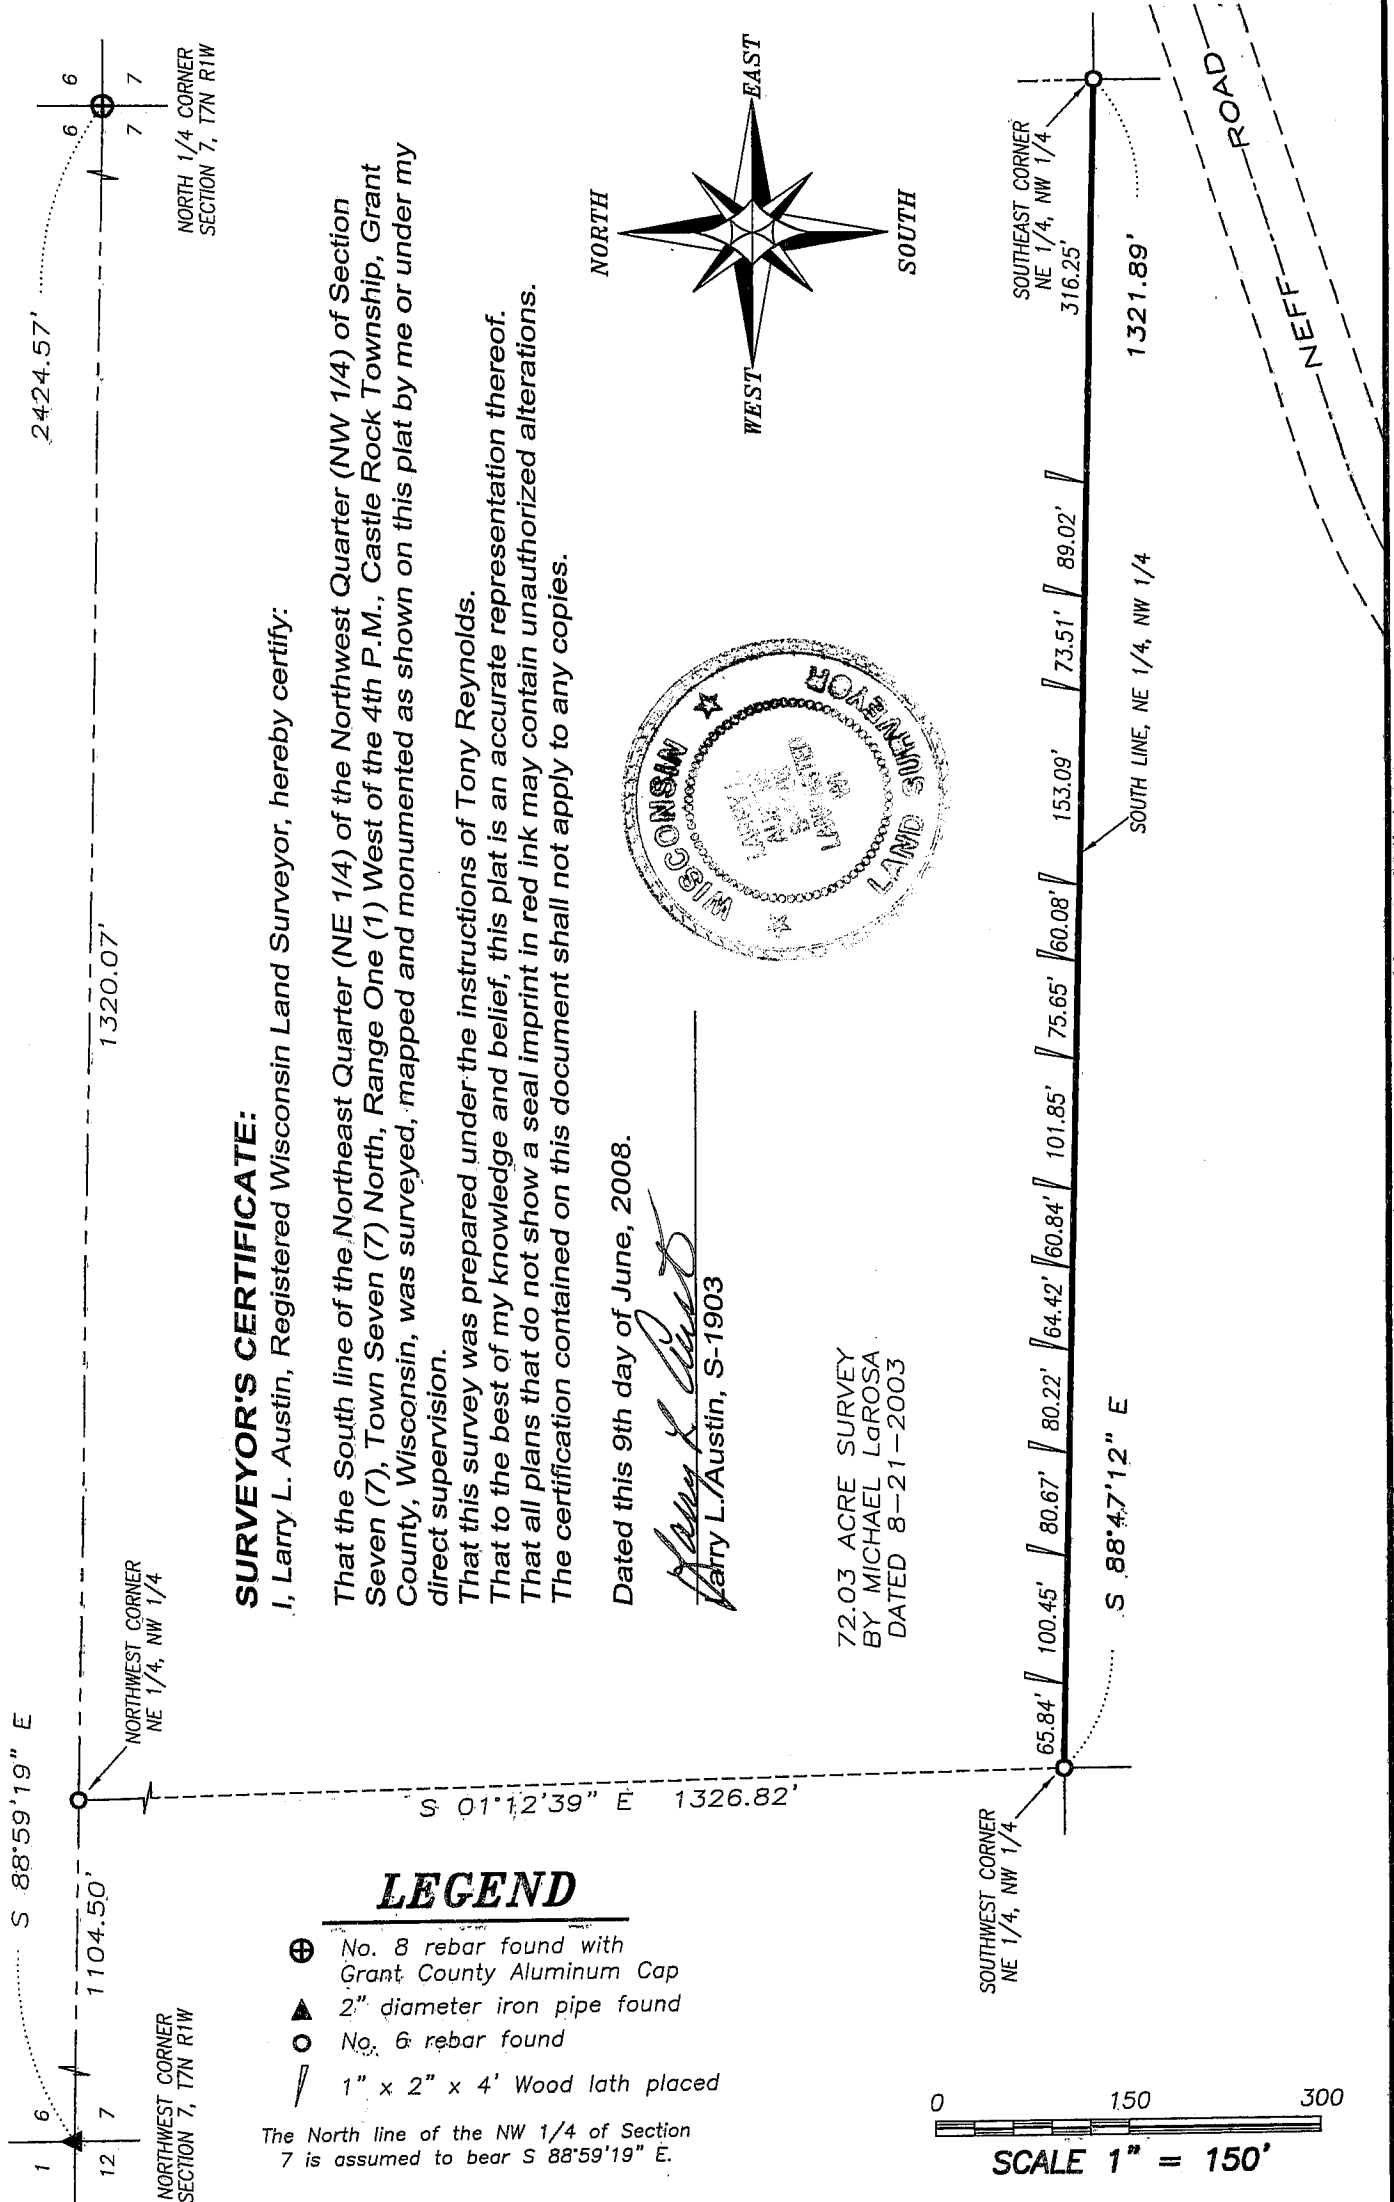 S 88°59'19" E
2424.57'
1 6
12 7
6 6
7 7
1104.50'
1320.07'
NORTHWEST CORNER
SECTION 7, T7N R1W
NORTHWEST CORNER
NE 1/4, NW 1/4
NORTH 1/4 CORNER
SECTION 7, T7N R1W
SURVEYOR'S CERTIFICATE:
I, Larry L. Austin, Registered Wisconsin Land Surveyor, hereby certify:
That the South line of the Northeast Quarter (NE 1/4) of the Northwest Quarter (NW 1/4) of Section
Seven (7), Town Seven (7) North, Range One (1) West of the 4th P.M., Castle Rock Township, Grant
County, Wisconsin, was surveyed, mapped and monumented as shown on this plat by me or under my
direct supervision.
That this survey was prepared under the instructions of Tony Reynolds.
That to the best of my knowledge and belief, this plat is an accurate representation thereof.
That all plans that do not show a seal imprint in red ink may contain unauthorized alterations.
The certification contained on this document shall not apply to any copies.
Dated this 9th day of June, 2008.
Larry L. Austin
Larry L. Austin, S-1903
WISCONSIN
LAND SURVEYOR
NORTH
WEST
EAST
SOUTH
72.03 ACRE SURVEY
BY MICHAEL LaROSA
DATED 8-21-2003
S 01°12'39" E 1326.82'
LEGEND
No. 8 rebar found with
Grant County Aluminum Cap
2" diameter iron pipe found
No. 6 rebar found
1" x 2" x 4' Wood lath placed
The North line of the NW 1/4 of Section
7 is assumed to bear S 88°59'19" E.
SOUTHWEST CORNER
NE 1/4, NW 1/4
65.84' 100.45' 80.67' 80.22' 64.42' 60.84' 101.85' 75.65' 60.08' 153.09' 73.51' 89.02' 316.25'
SOUTHEAST CORNER
NE 1/4, NW 1/4
S 88°47'12" E
1321.89'
SOUTH LINE, NE 1/4, NW 1/4
NEFF ROAD
0 150 300
SCALE 1" = 150'